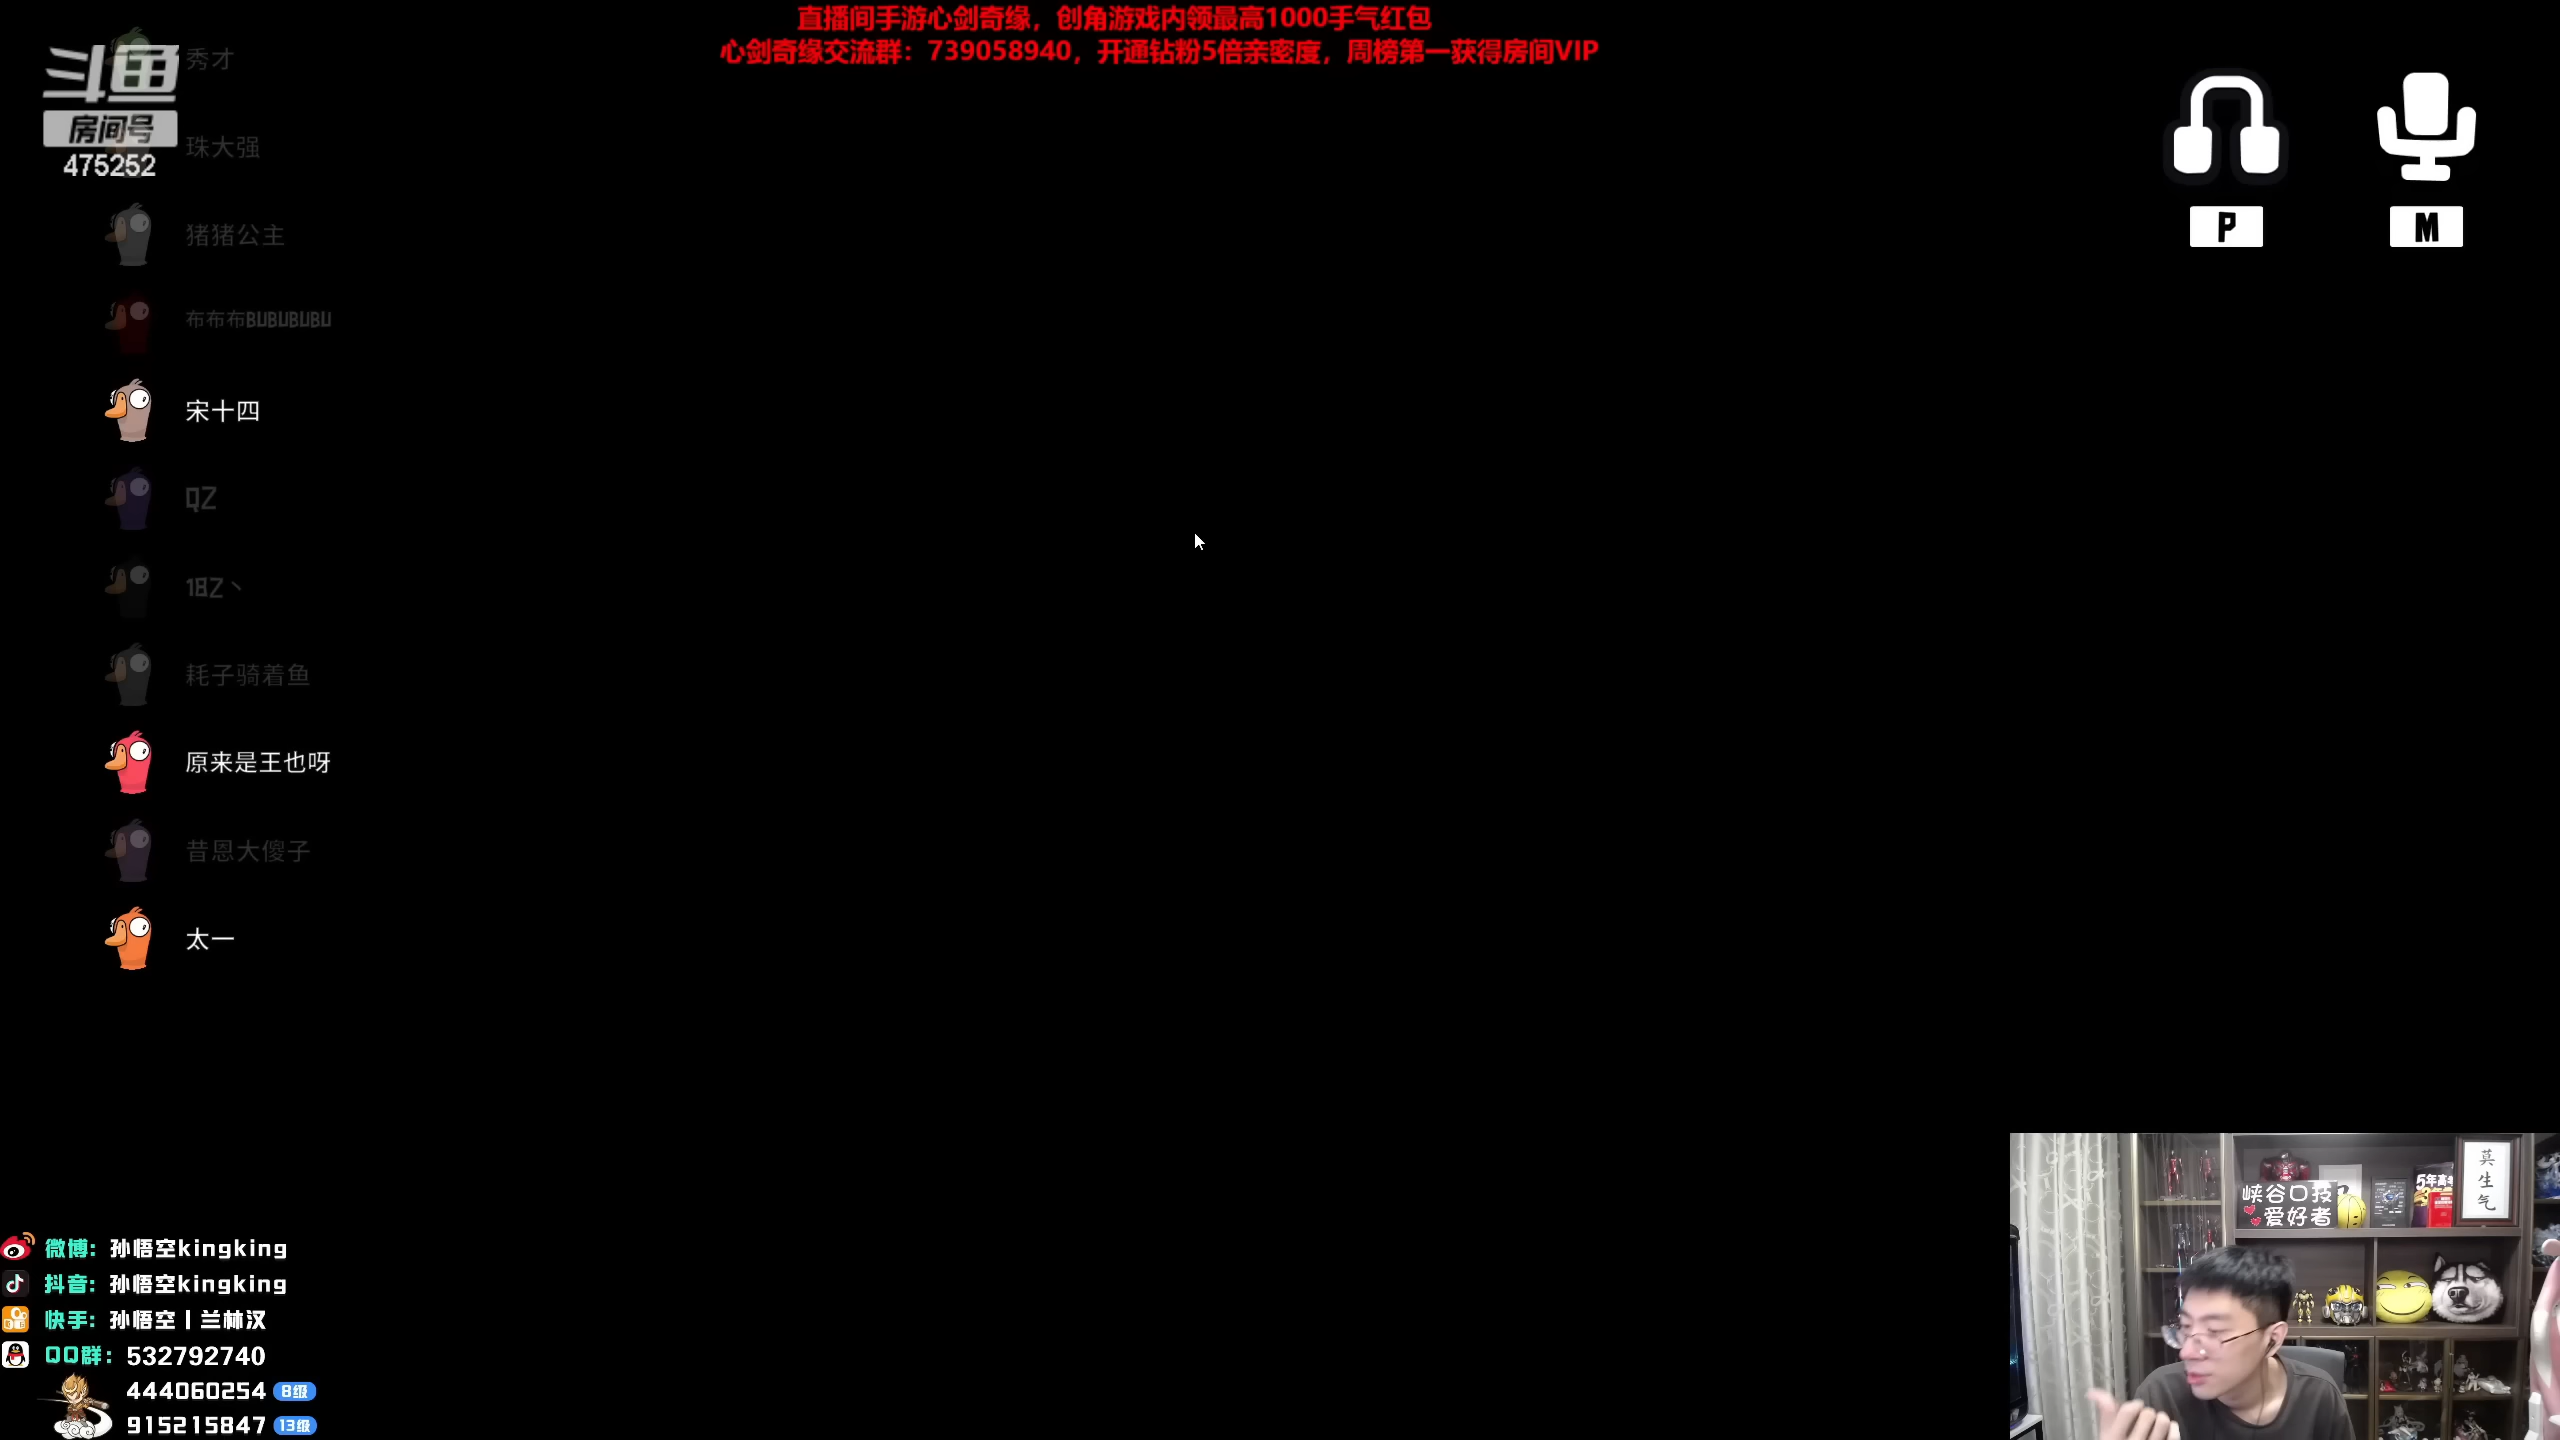 直播间手游心剑奇缘，创角游戏内领最高1000手气红包
心剑奇缘交流群：739058940，开通钻粉5倍亲密度，周榜第一获得房间VIP
斗鱼
房间号
475252
秀才
珠大强
猪猪公主
布布布BUBUBUBU
宋十四
QZ
18Z丶
耗子骑着鱼
原来是王也呀
昔恩大傻子
太一
P
M
微博：孙悟空kingking
抖音：孙悟空kingking
快手：孙悟空丨兰林汉
QQ群：532792740
444060254 8级
915215847 13级
峡谷口技
爱好者
5年高考
莫生气